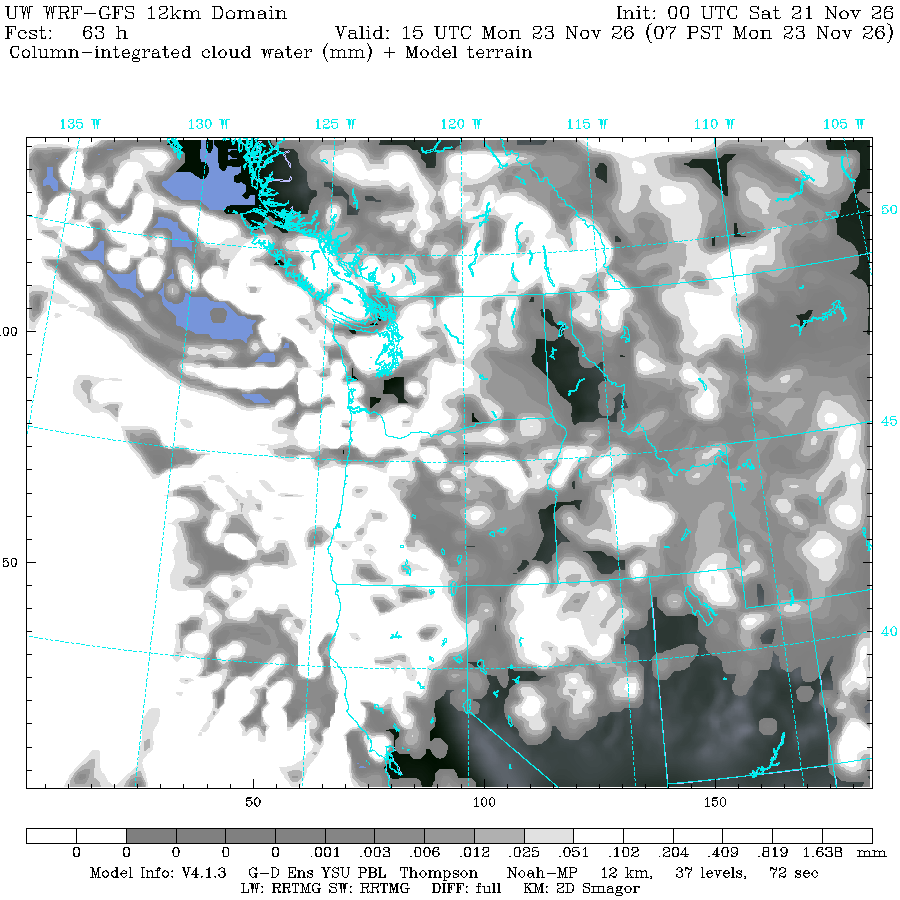 UW WRF-GFS 12km Domain Init: 00 UTC Sat 21 Nov 26
Fcst: 63 h Valid: 15 UTC Mon 23 Nov 26 (07 PST Mon 23 Nov 26)
Column-integrated cloud water (mm) + Model terrain
135 W 130 W 125 W 120 W 115 W 110 W 105 W
50
00
45
50
40
50 100 150
0 0 0 0 .001 .003 .006 .012 .025 .051 .102 .204 .409 .819 1.638 mm
Model Info: V4.1.3 G-D Ens YSU PBL Thompson Noah-MP 12 km, 37 levels, 72 sec
LW: RRTMG SW: RRTMG DIFF: full KM: 2D Smagor